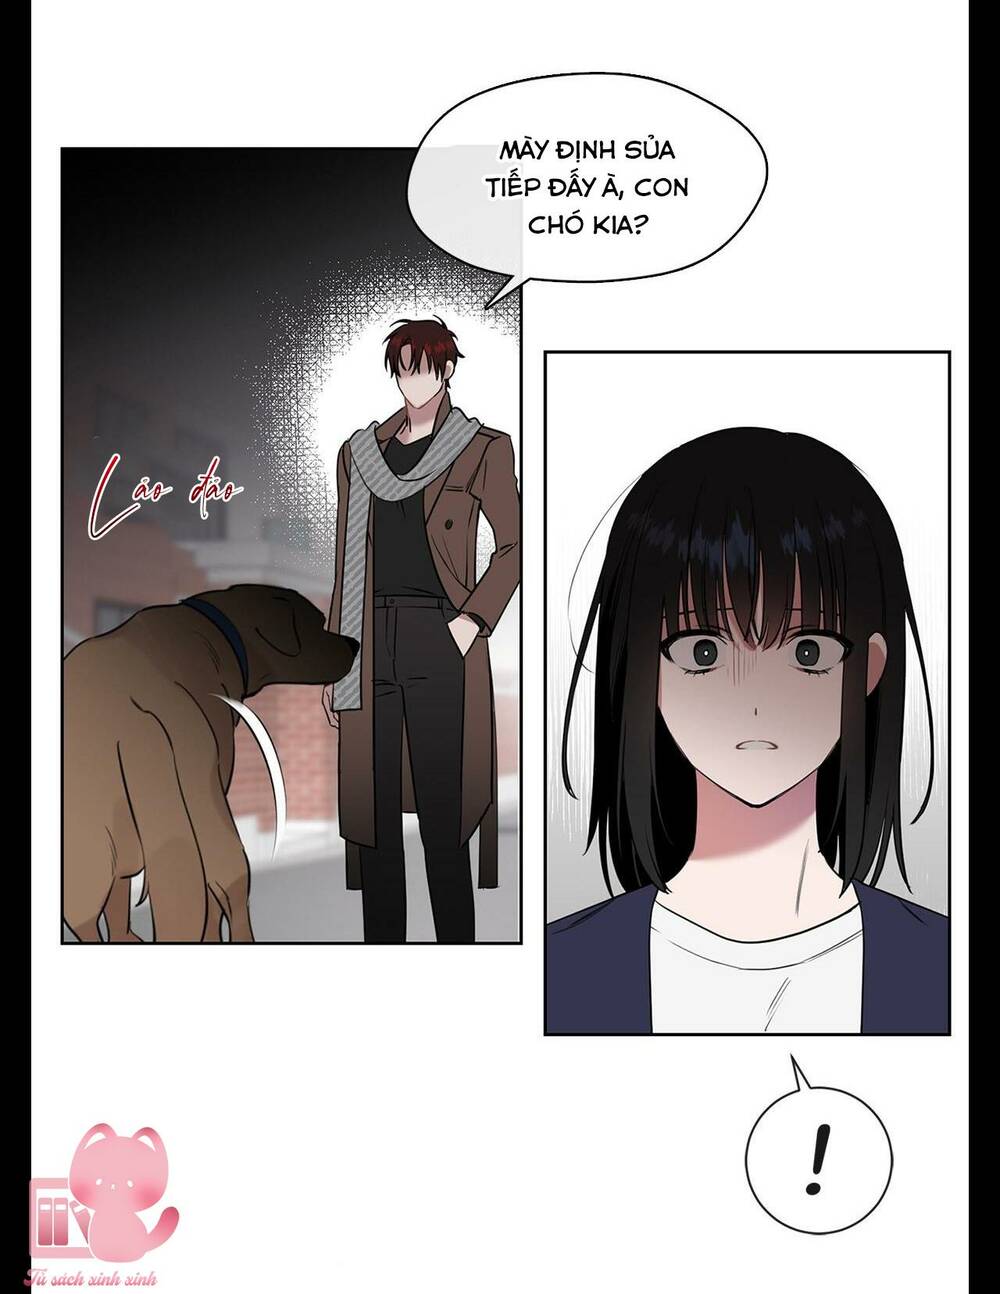 MÀY ĐỊNH SỦA
TIẾP ĐẤY À, CON
CHÓ KIA?
Lảo đảo
!
Tủ sách xinh xinh